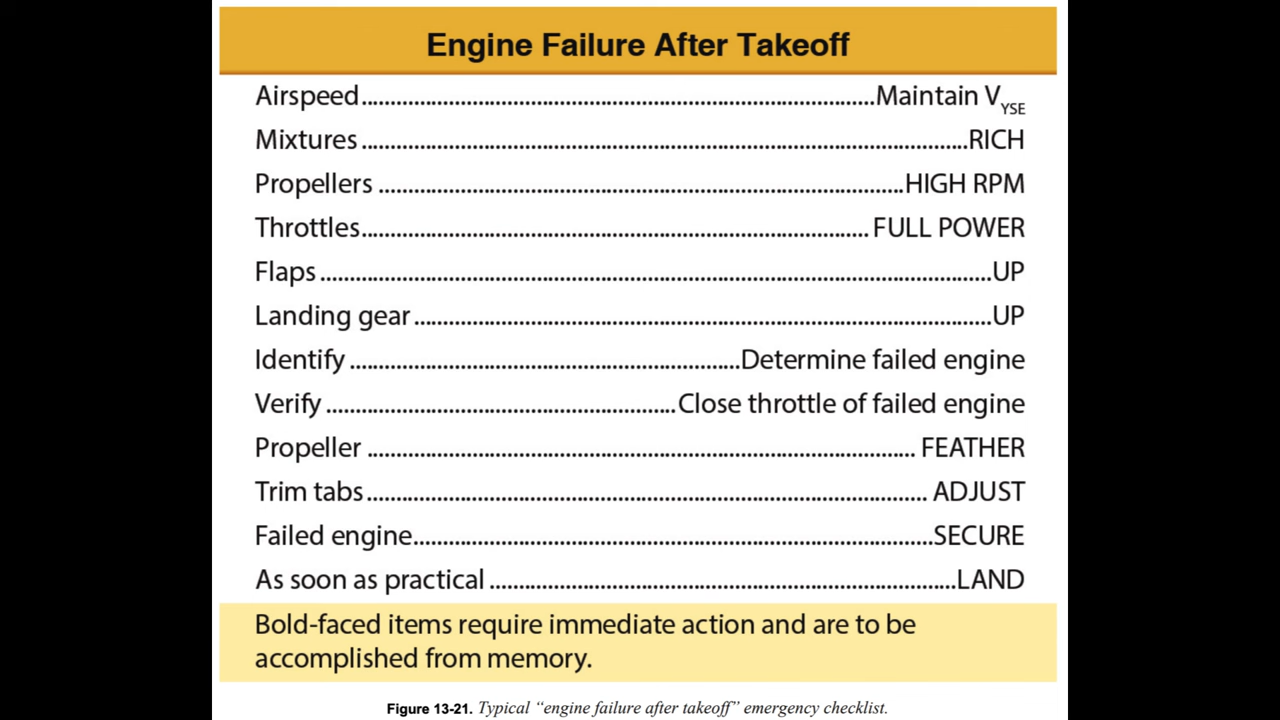 Engine Failure After Takeoff
Airspeed....................................................................................Maintain VYSE
Mixtures ...................................................................................................RICH
Propellers .....................................................................................HIGH RPM
Throttles................................................................................... FULL POWER
Flaps ............................................................................................................UP
Landing gear ..............................................................................................UP
Identify ................................................................Determine failed engine
Verify .........................................................Close throttle of failed engine
Propeller ......................................................................................... FEATHER
Trim tabs.......................................................................................... ADJUST
Failed engine.....................................................................................SECURE
As soon as practical ............................................................................LAND
Bold-faced items require immediate action and are to be
accomplished from memory.
Figure 13-21. Typical “engine failure after takeoff” emergency checklist.